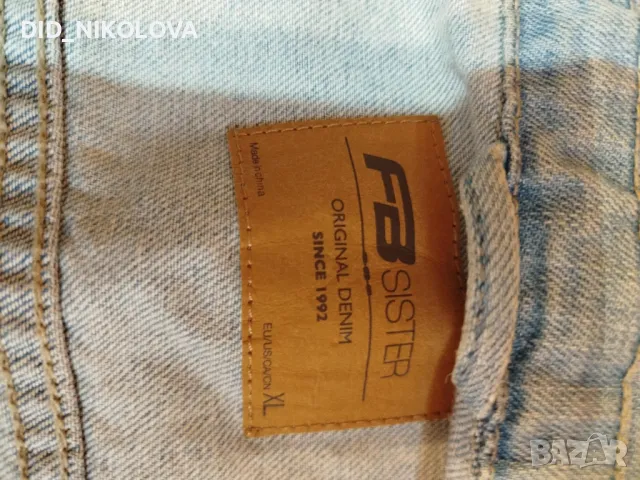 DID_NIKOLOVA
FB SISTER
ORIGINAL DENIM
SINCE 1992
Made in china
EU/US/CA/CN XL
BAZAR